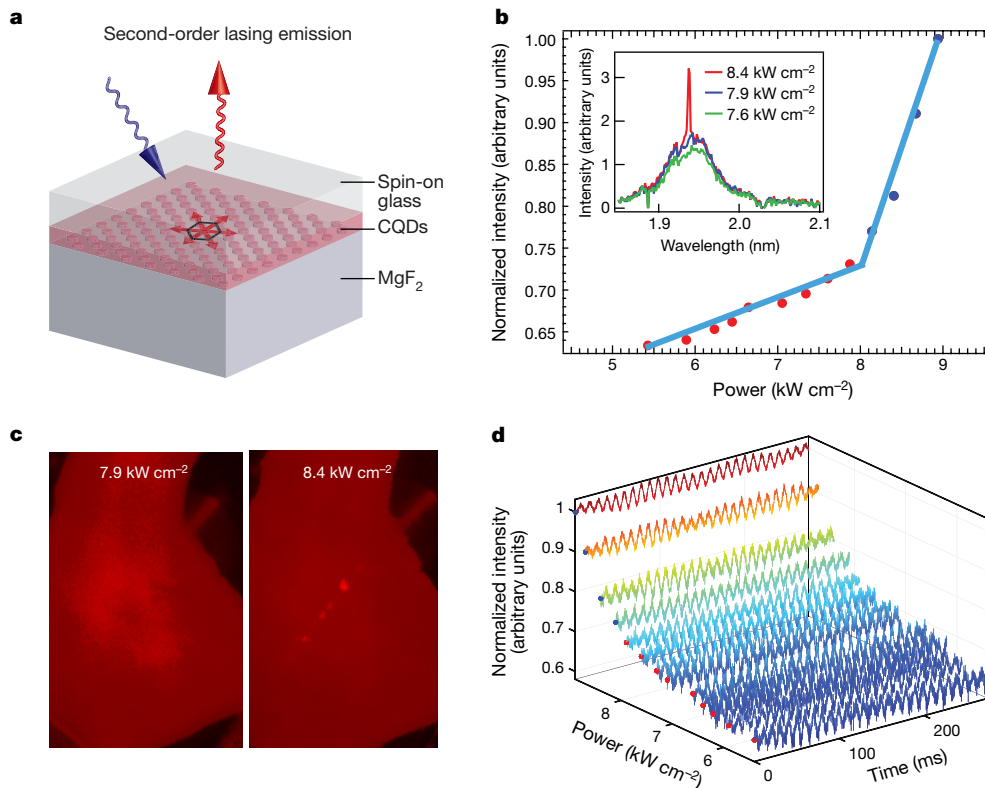 a
Second-order lasing emission
Spin-on
glass
CQDs
MgF₂
b
Normalized intensity (arbitrary units)
1.00
0.95
0.90
0.85
0.80
0.75
0.70
0.65
5
6
7
8
9
Power (kW cm⁻²)
Intensity (arbitrary units)
3
2
1
0
1.9
2.0
2.1
Wavelength (nm)
8.4 kW cm⁻²
7.9 kW cm⁻²
7.6 kW cm⁻²
c
7.9 kW cm⁻²
8.4 kW cm⁻²
d
Normalized intensity
(arbitrary units)
1
0.9
0.8
0.7
0.6
8
7
6
Power (kW cm⁻²)
0
100
200
Time (ms)